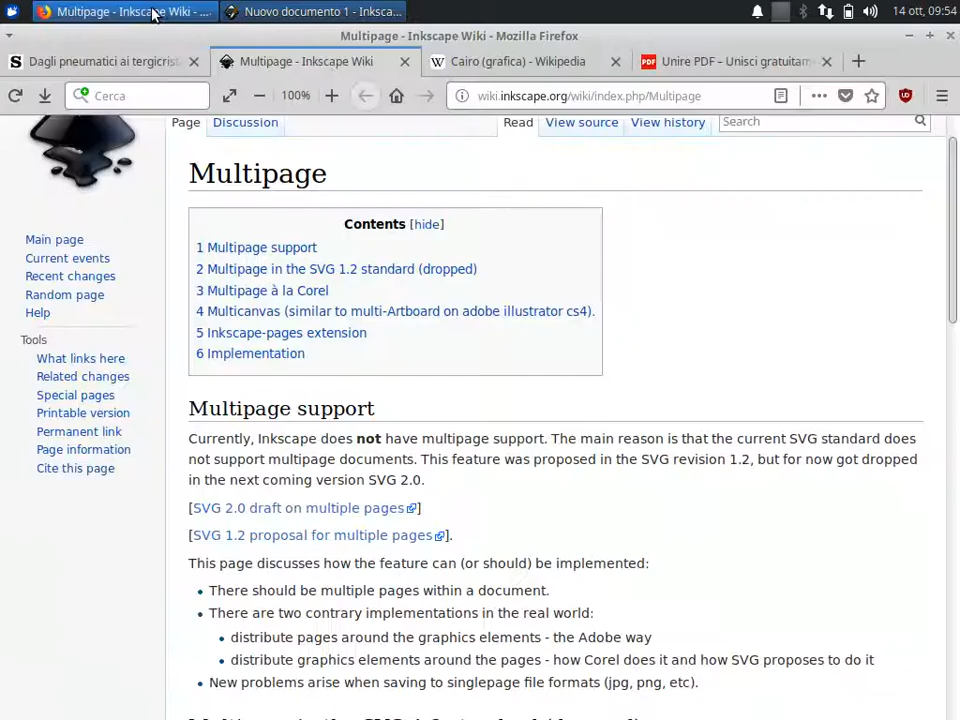 Multipage - Inkscape Wiki - ...
Nuovo documento 1 - Inksca...
14 ott, 09:54
Multipage - Inkscape Wiki - Mozilla Firefox
Dagli pneumatici ai tergicrist
Multipage - Inkscape Wiki
Cairo (grafica) - Wikipedia
Unire PDF – Unisci gratuitam
Cerca
100%
wiki.inkscape.org/wiki/index.php/Multipage
Page
Discussion
Read
View source
View history
Search
Main page
Current events
Recent changes
Random page
Help
Tools
What links here
Related changes
Special pages
Printable version
Permanent link
Page information
Cite this page
Multipage
Contents [hide]
1 Multipage support
2 Multipage in the SVG 1.2 standard (dropped)
3 Multipage à la Corel
4 Multicanvas (similar to multi-Artboard on adobe illustrator cs4).
5 Inkscape-pages extension
6 Implementation
Multipage support
Currently, Inkscape does not have multipage support. The main reason is that the current SVG standard does
not support multipage documents. This feature was proposed in the SVG revision 1.2, but for now got dropped
in the next coming version SVG 2.0.
[SVG 2.0 draft on multiple pages]
[SVG 1.2 proposal for multiple pages].
This page discusses how the feature can (or should) be implemented:
• There should be multiple pages within a document.
• There are two contrary implementations in the real world:
• distribute pages around the graphics elements - the Adobe way
• distribute graphics elements around the pages - how Corel does it and how SVG proposes to do it
• New problems arise when saving to singlepage file formats (jpg, png, etc).